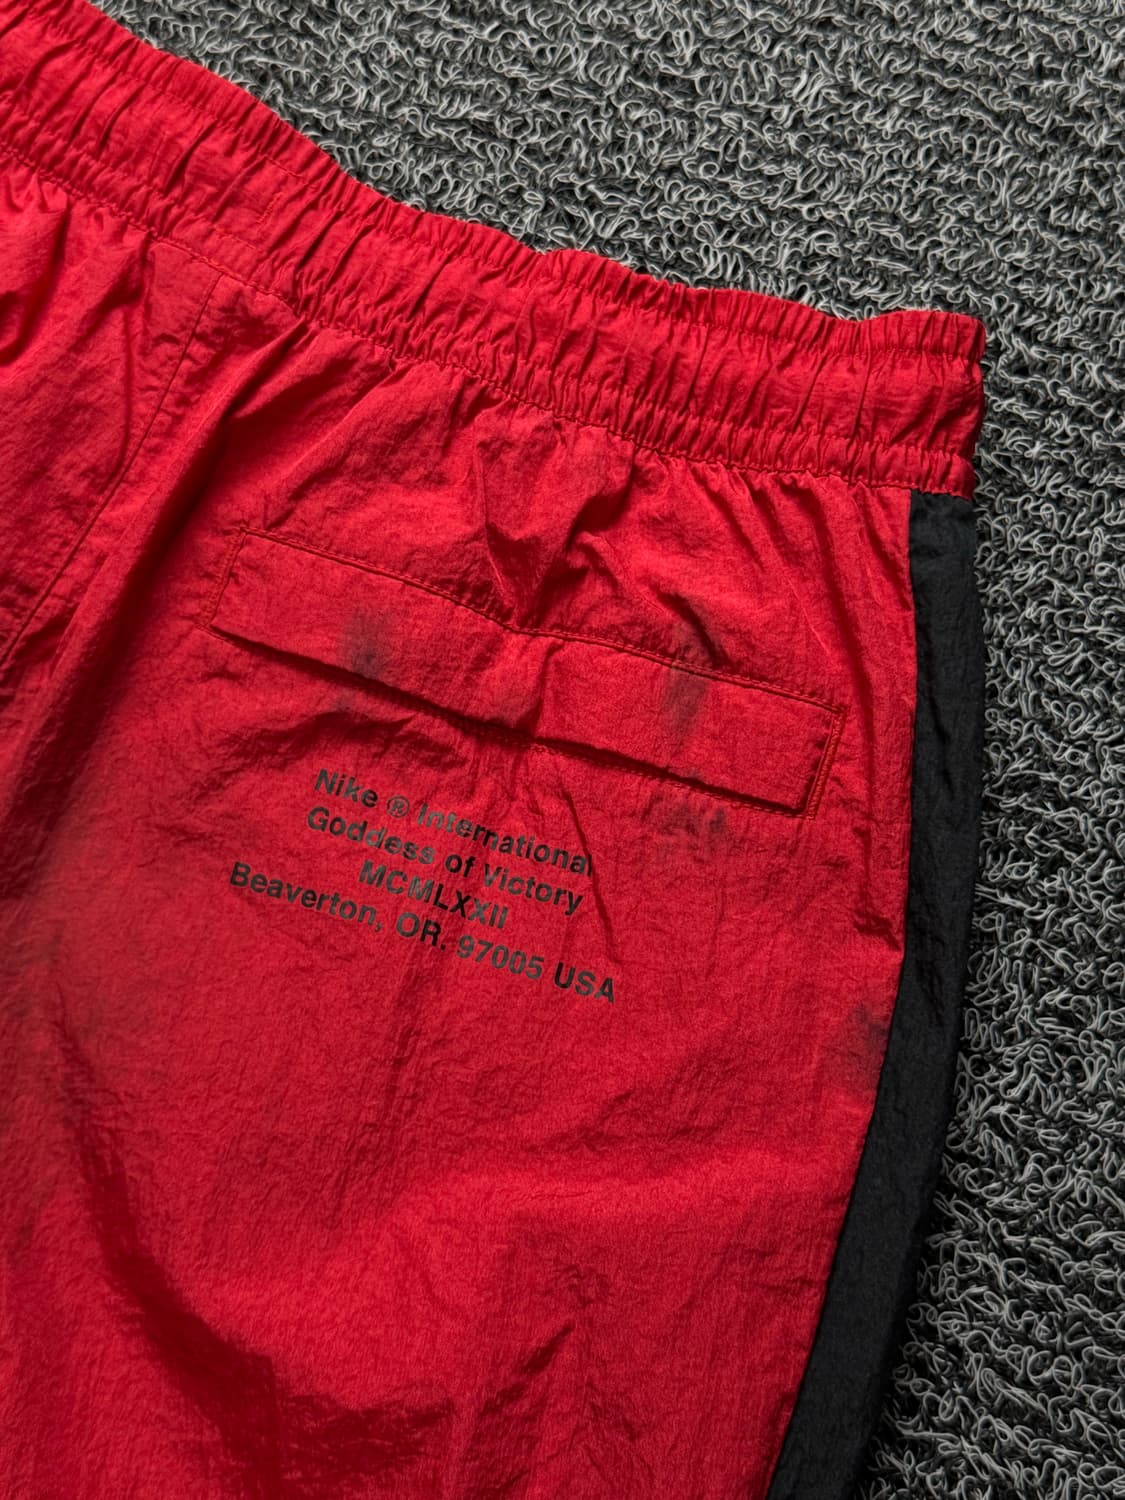 Nike ® International
Goddess of Victory
MCMLXXII
Beaverton, OR. 97005 USA